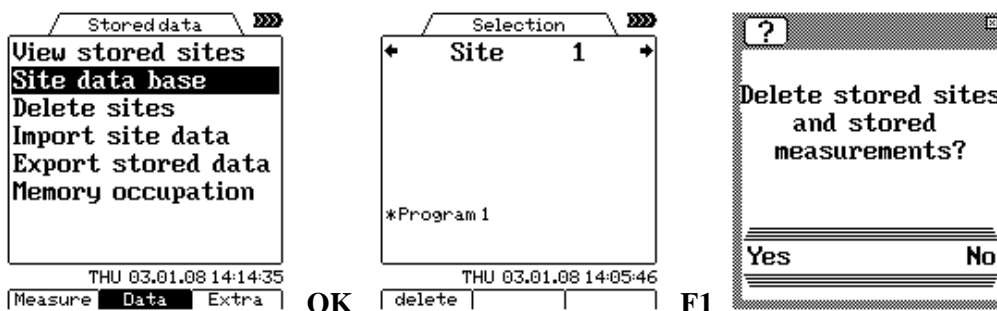 Stored data
View stored sites
Site data base
Delete sites
Import site data
Export stored data
Memory occupation
THU 03.01.08 14:14:35
Measure Data Extra
OK
Selection
Site 1
*Program 1
THU 03.01.08 14:05:46
delete
F1
?
Delete stored sites
and stored
measurements?
Yes No